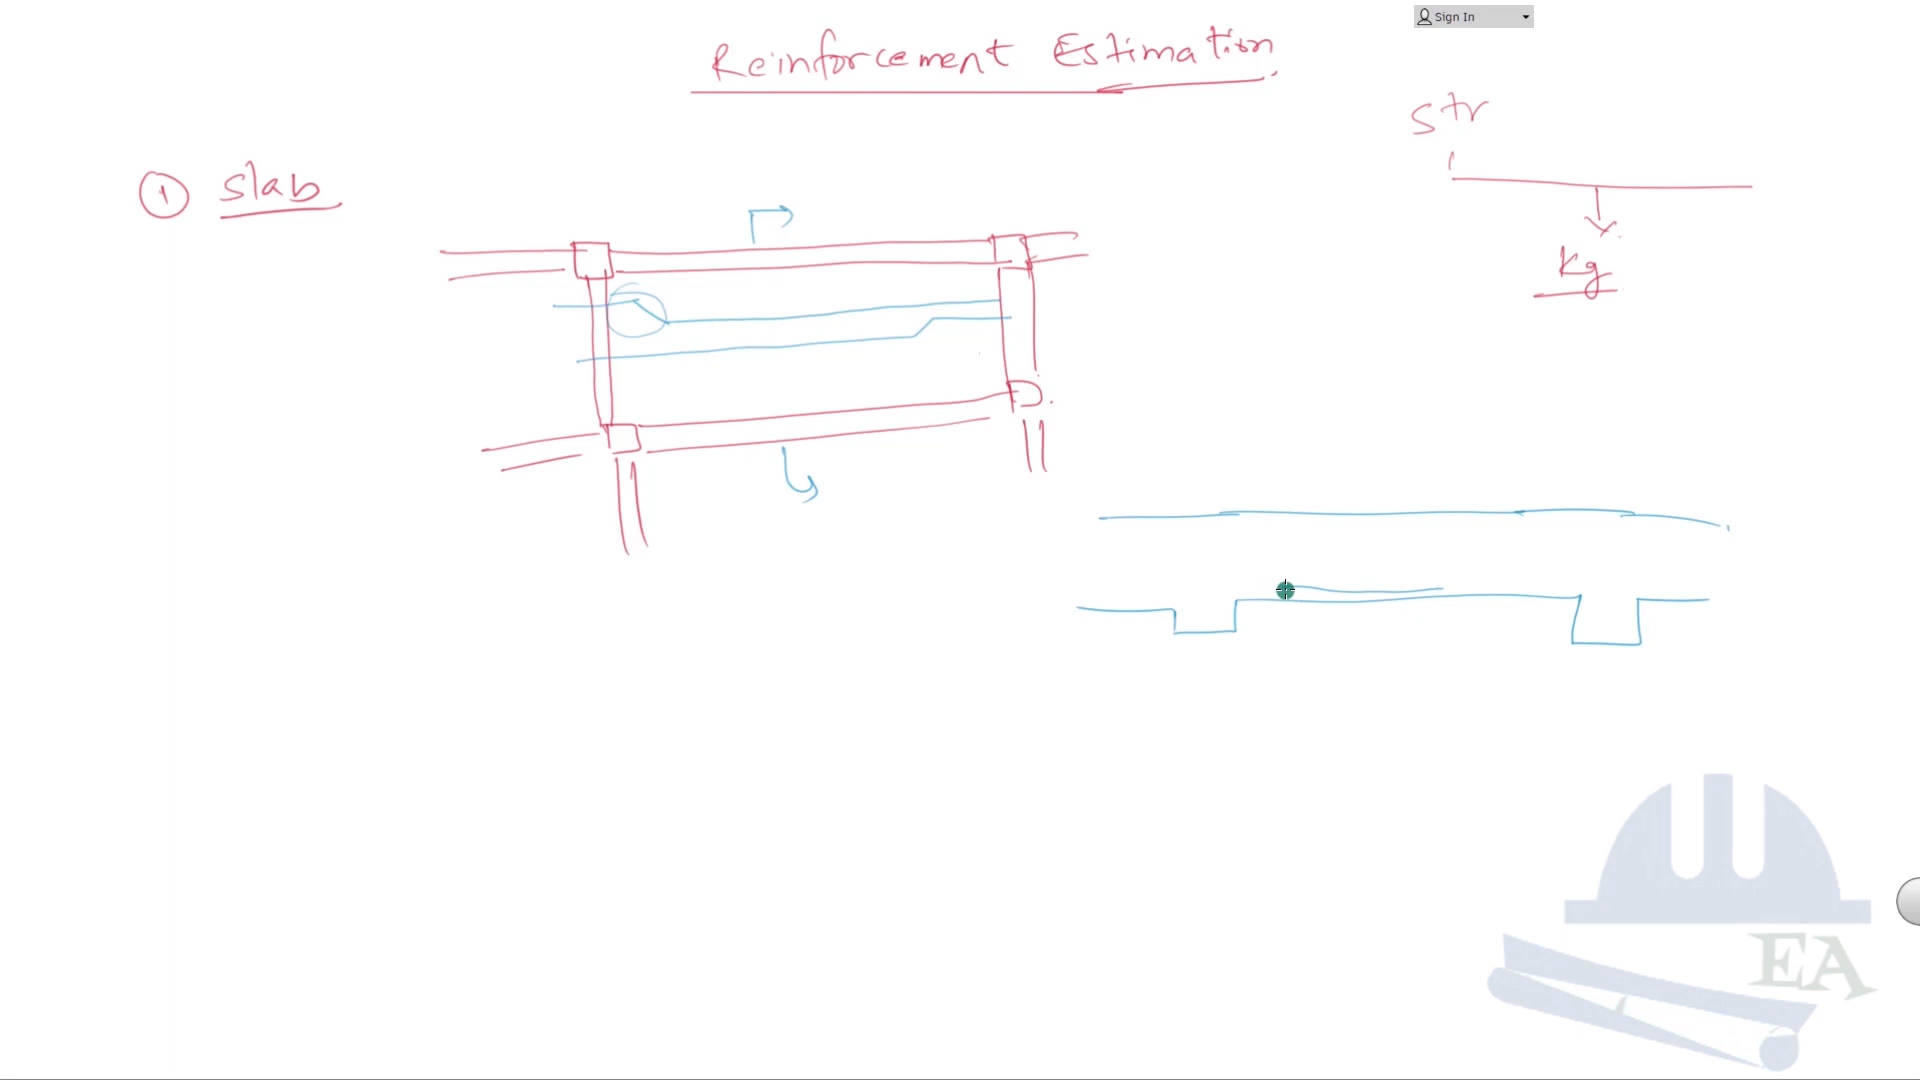 Sign In
Reinforcement Estimation.
Str
① Slab
Kg
EA